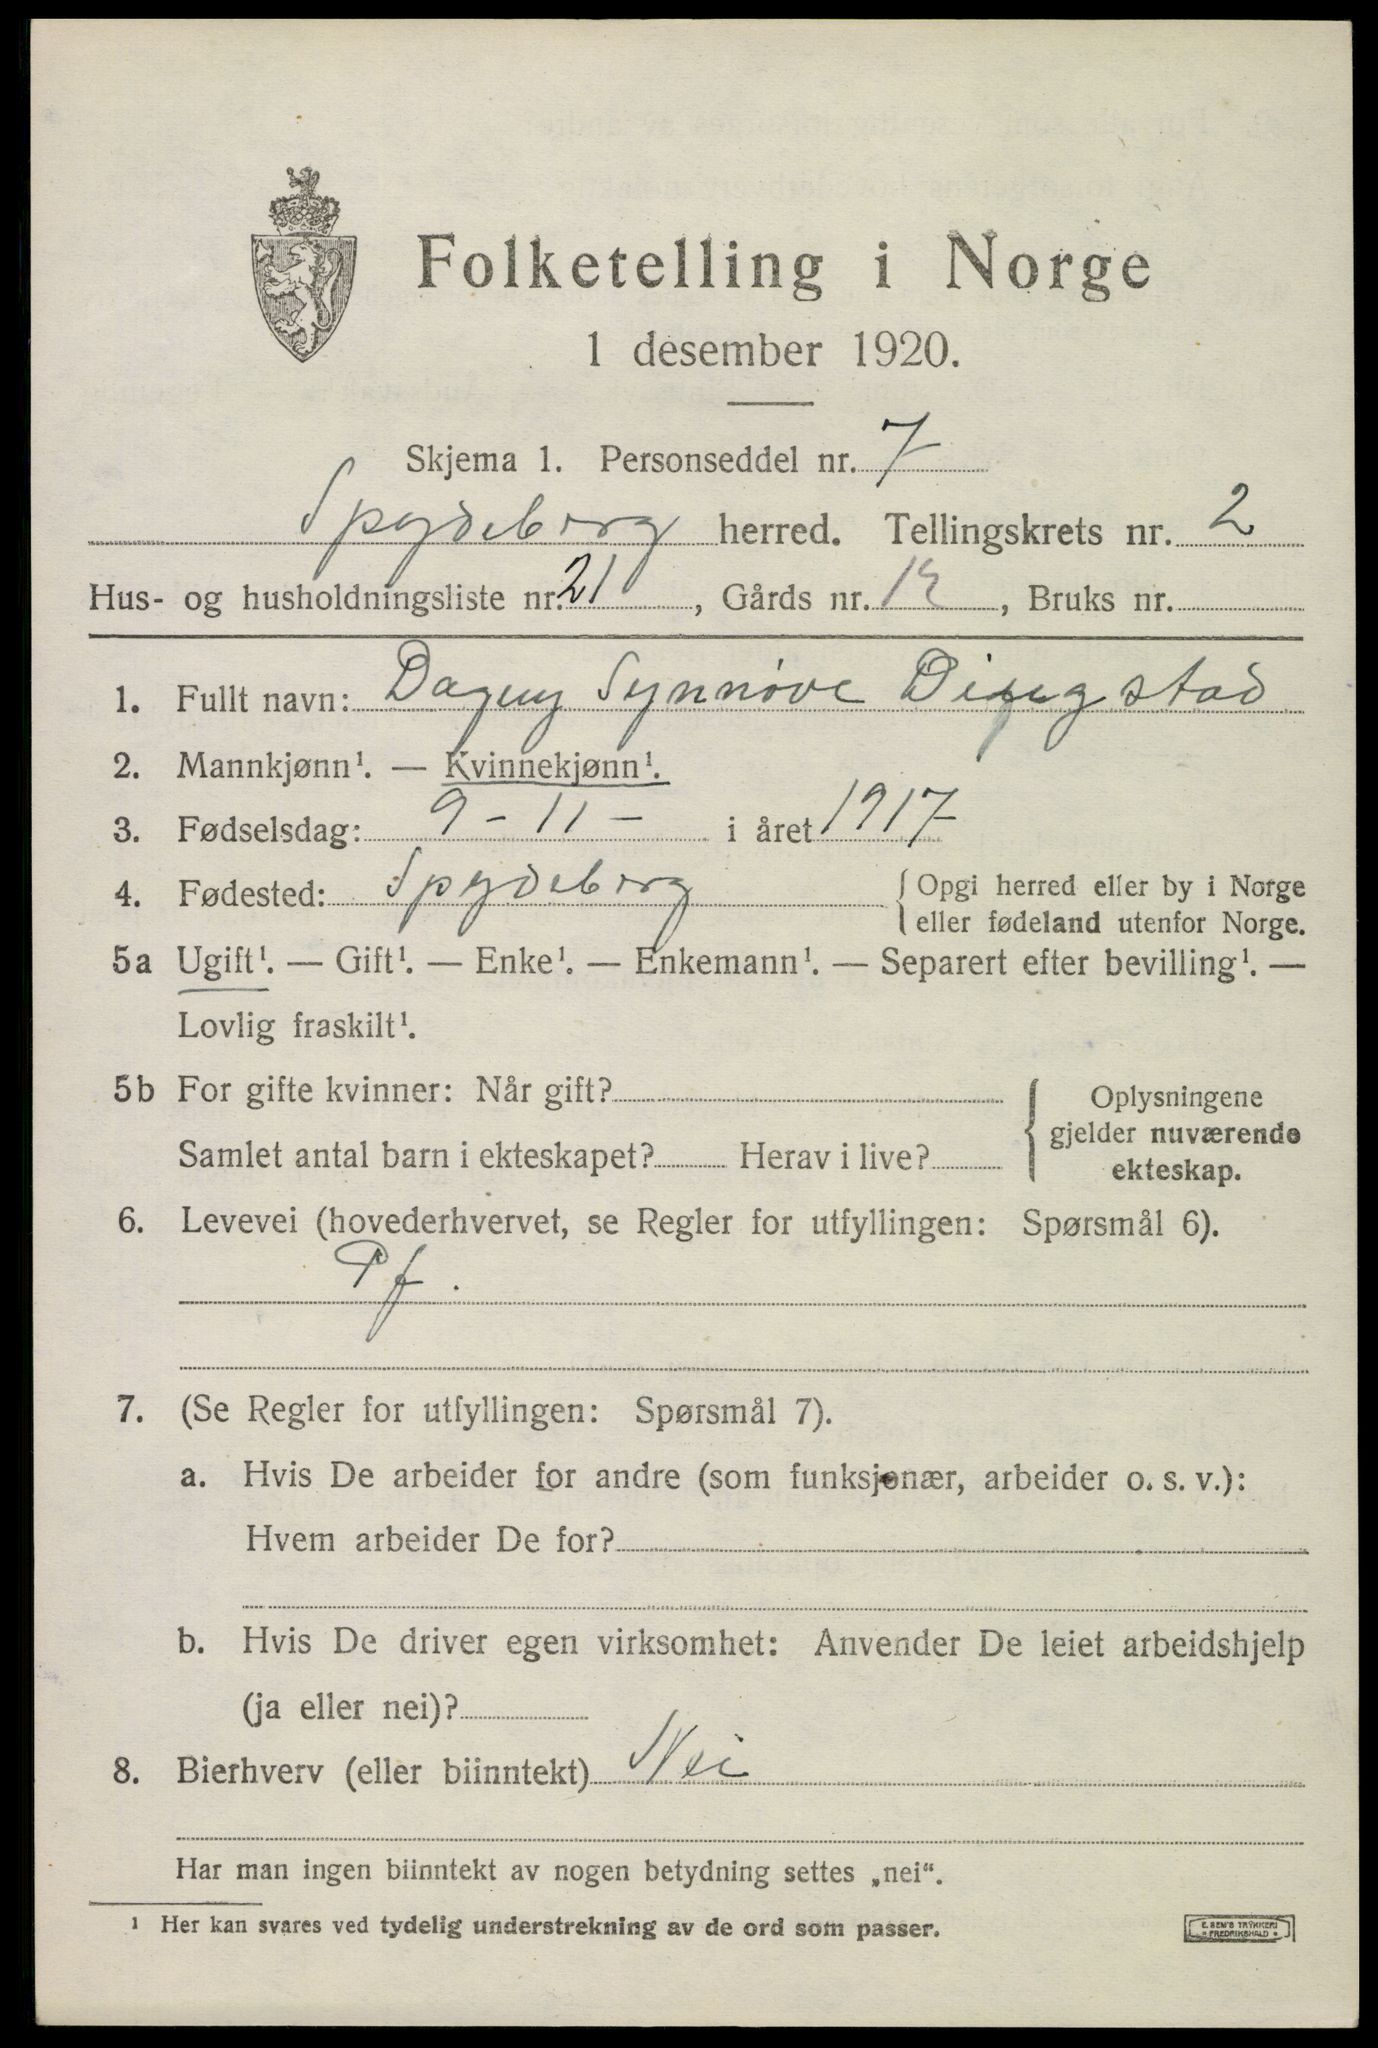 Folketelling i Norge
1 desember 1920.
Skjema 1. Personseddel nr. 7
Spydeberg herred. Tellingskrets nr. 2
Hus- og husholdningsliste nr. 21, Gårds nr. , Bruks nr.
1. Fullt navn: Dagny Synnøve
2. Mannkjønn¹. — Kvinnekjønn¹.
3. Fødselsdag: 9 - 11 - i året 1917
4. Fødested: Spydeberg { Opgi herred eller by i Norge
eller fødeland utenfor Norge.
5a Ugift¹. — Gift¹. — Enke¹. — Enkemann¹. — Separert efter bevilling¹. —
Lovlig fraskilt¹.
5b For gifte kvinner: Når gift? { Oplysningene
gjelder nuværende
Samlet antal barn i ekteskapet? Herav i live?
ekteskap.
6. Levevei (hovederhvervet, se Regler for utfyllingen: Spørsmål 6).
Pf.
7. (Se Regler for utfyllingen: Spørsmål 7).
a. Hvis De arbeider for andre (som funksjonær, arbeider o. s. v.):
Hvem arbeider De for?
b. Hvis De driver egen virksomhet: Anvender De leiet arbeidshjelp
(ja eller nei)?
8. Bierhverv (eller biinntekt) Nei
Har man ingen biinntekt av nogen betydning settes „nei“.
1 Her kan svares ved tydelig understrekning av de ord som passer.
E. SEM'S TRYKKERI
FREDRIKSHALD